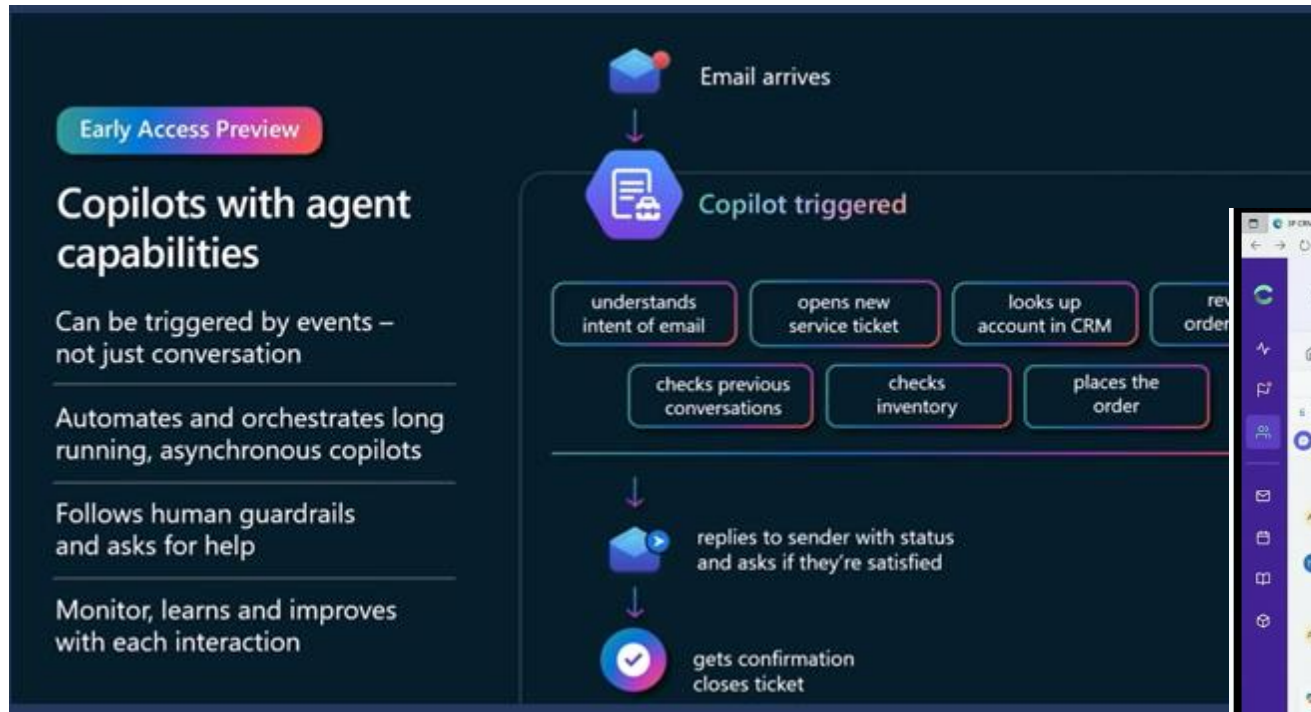 Early Access Preview
Copilots with agent
capabilities
Can be triggered by events –
not just conversation
Automates and orchestrates long
running, asynchronous copilots
Follows human guardrails
and asks for help
Monitor, learns and improves
with each interaction
Email arrives
Copilot triggered
understands
intent of email
opens new
service ticket
looks up
account in CRM
order
checks previous
conversations
checks
inventory
places the
order
replies to sender with status
and asks if they're satisfied
gets confirmation
closes ticket